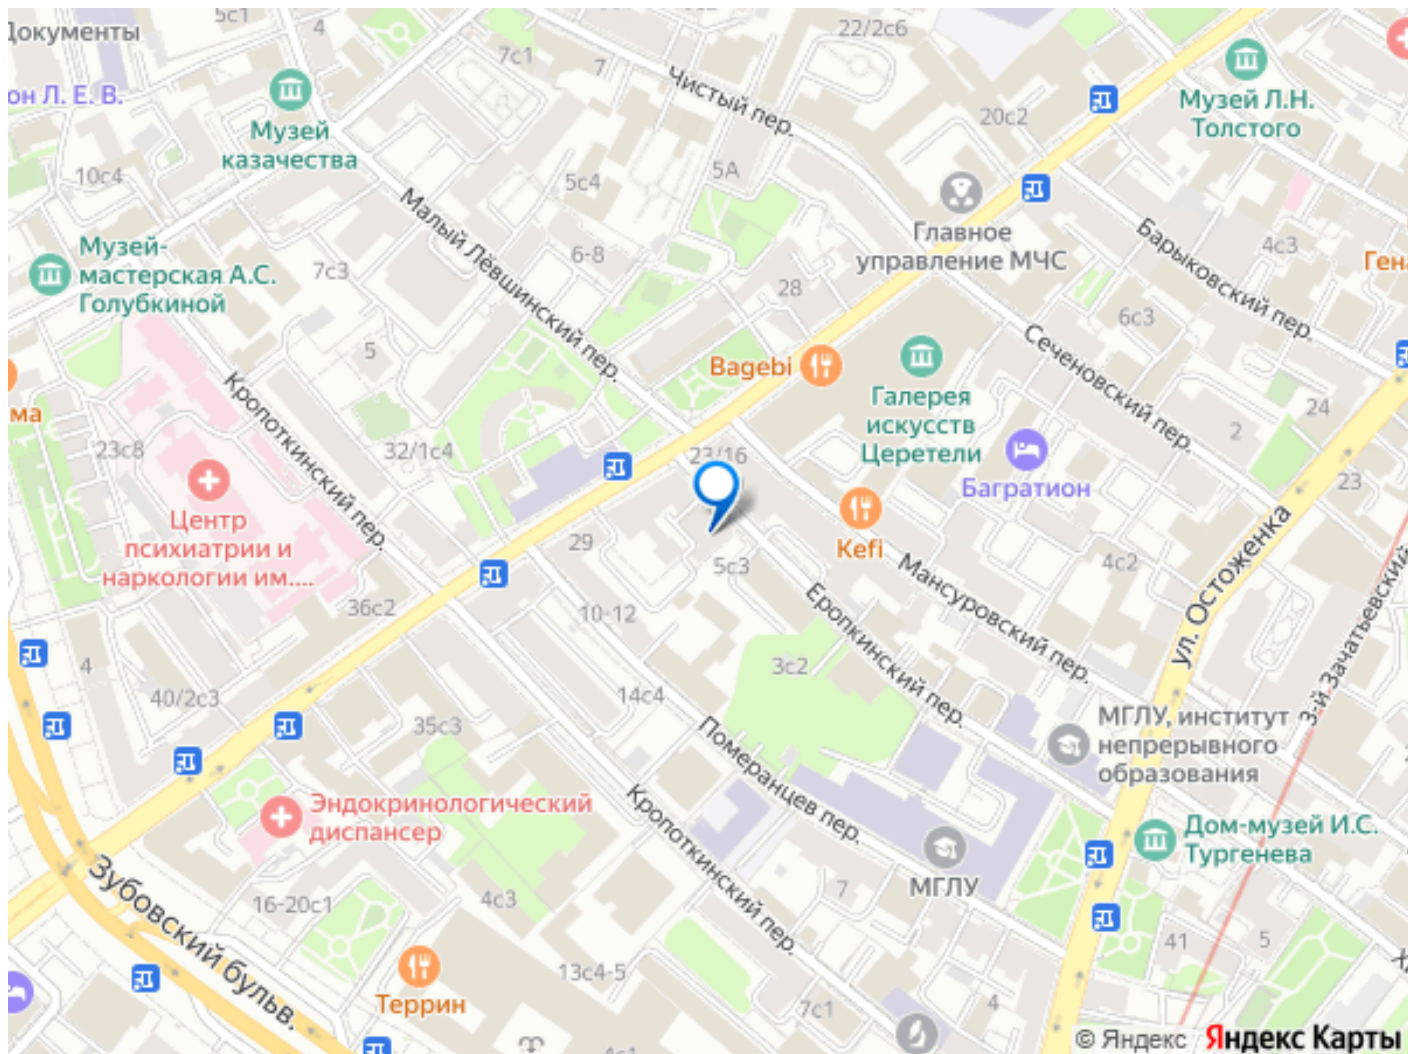 Документы
5с1
4
он Л. Е. В.
Музей
казачества
7с1
7
22/2с6
Чистый пер.
20с2
Музей Л.Н.
Толстого
10с4
5с4
5А
Малый Лёвшинский пер.
Главное
управление МЧС
Барыковский пер.
4с3
Музей-
мастерская А.С.
Голубкиной
7с3
6-8
28
Гена
6с3
5
Bagebi
Сеченовский пер.
Галерея
искусств
Церетели
24
2
ма
Кропоткинский пер.
23с8
32/1с4
23/16
Багратион
23
Центр
психиатрии и
наркологии им....
29
5с3
Kefi
4с2
ул. Остоженка
Мансуровский пер.
Еропкинский пер.
3-й Зачатьевский
36с2
10-12
4
3с2
40/2с3
14с4
35с3
Померанцев пер.
МГЛУ, институт
непрерывного
образования
Эндокринологический
диспансер
Кропоткинский пер.
Дом-музей И.С.
Тургенева
МГЛУ
Зубовский бульв.
16-20с1
4с3
7
41
5
13с4-5
Террин
7с1
4
4с1
© Яндекс Яндекс Карты